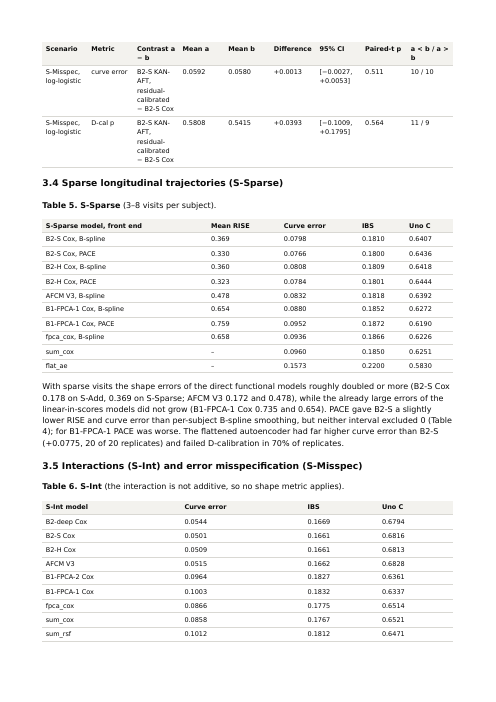 Scenario Metric Contrast a − b Mean a Mean b Difference 95% CI Paired-t p a < b / a > b
S-Misspec, log-logistic curve error B2-S KAN-AFT, residual-calibrated − B2-S Cox 0.0592 0.0580 +0.0013 [−0.0027, +0.0053] 0.511 10 / 10
S-Misspec, log-logistic D-cal p B2-S KAN-AFT, residual-calibrated − B2-S Cox 0.5808 0.5415 +0.0393 [−0.1009, +0.1795] 0.564 11 / 9
3.4 Sparse longitudinal trajectories (S-Sparse)
Table 5. S-Sparse (3–8 visits per subject).
S-Sparse model, front end Mean RISE Curve error IBS Uno C
B2-S Cox, B-spline 0.369 0.0798 0.1810 0.6407
B2-S Cox, PACE 0.330 0.0766 0.1800 0.6436
B2-H Cox, B-spline 0.360 0.0808 0.1809 0.6418
B2-H Cox, PACE 0.323 0.0784 0.1801 0.6444
AFCM V3, B-spline 0.478 0.0832 0.1818 0.6392
B1-FPCA-1 Cox, B-spline 0.654 0.0880 0.1852 0.6272
B1-FPCA-1 Cox, PACE 0.759 0.0952 0.1872 0.6190
fpca_cox, B-spline 0.658 0.0936 0.1866 0.6226
sum_cox – 0.0960 0.1850 0.6251
flat_ae – 0.1573 0.2200 0.5830
With sparse visits the shape errors of the direct functional models roughly doubled or more (B2-S Cox
0.178 on S-Add, 0.369 on S-Sparse; AFCM V3 0.172 and 0.478), while the already large errors of the
linear-in-scores models did not grow (B1-FPCA-1 Cox 0.735 and 0.654). PACE gave B2-S a slightly
lower RISE and curve error than per-subject B-spline smoothing, but neither interval excluded 0 (Table
4); for B1-FPCA-1 PACE was worse. The flattened autoencoder had far higher curve error than B2-S
(+0.0775, 20 of 20 replicates) and failed D-calibration in 70% of replicates.
3.5 Interactions (S-Int) and error misspecification (S-Misspec)
Table 6. S-Int (the interaction is not additive, so no shape metric applies).
S-Int model Curve error IBS Uno C
B2-deep Cox 0.0544 0.1669 0.6794
B2-S Cox 0.0501 0.1661 0.6816
B2-H Cox 0.0509 0.1661 0.6813
AFCM V3 0.0515 0.1662 0.6828
B1-FPCA-2 Cox 0.0964 0.1827 0.6361
B1-FPCA-1 Cox 0.1003 0.1832 0.6337
fpca_cox 0.0866 0.1775 0.6514
sum_cox 0.0858 0.1767 0.6521
sum_rsf 0.1012 0.1812 0.6471